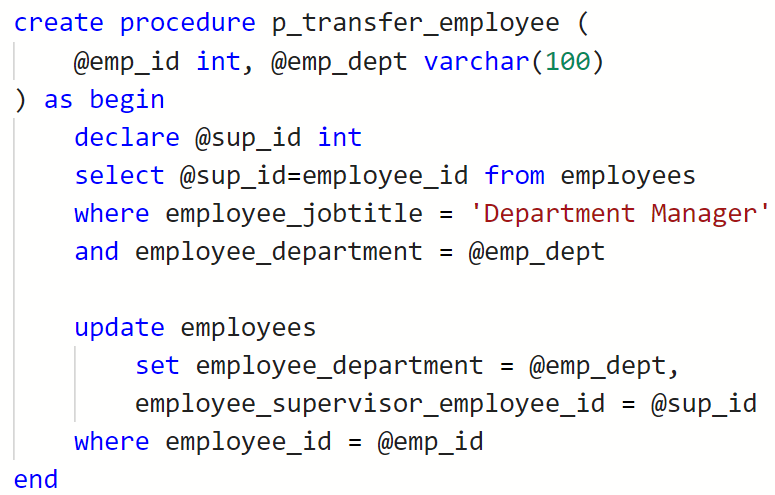 create procedure p_transfer_employee (
    @emp_id int, @emp_dept varchar(100)
) as begin
    declare @sup_id int
    select @sup_id=employee_id from employees
    where employee_jobtitle = 'Department Manager'
    and employee_department = @emp_dept

    update employees
        set employee_department = @emp_dept,
        employee_supervisor_employee_id = @sup_id
    where employee_id = @emp_id
end